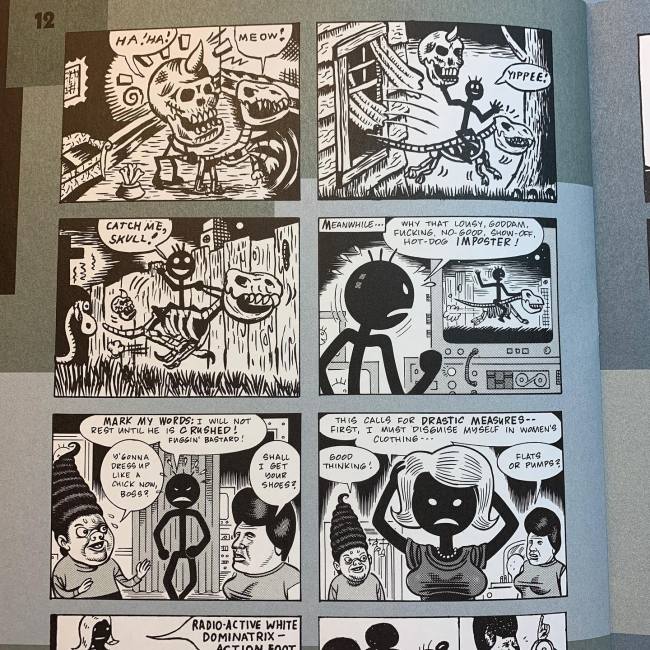 12
HA! HA!
MEOW!
YIPPEE!
CATCH ME,
SKULL!
MEANWHILE...
WHY THAT LOUSY, GODDAM,
FUCKING, NO-GOOD, SHOW-OFF,
HOT-DOG IMPOSTER!
MARK MY WORDS: I WILL NOT
REST UNTIL HE IS CRUSHED!
FUGGIN' BASTARD!
Y'GONNA
DRESS UP
LIKE A
CHICK NOW,
BOSS?
SHALL
I GET
YOUR
SHOES?
THIS CALLS FOR DRASTIC MEASURES--
FIRST, I MUST DISGUISE MYSELF IN WOMEN'S
CLOTHING---
GOOD
THINKING!
FLATS
OR PUMPS?
RADIO-ACTIVE WHITE
DOMINATRIX—
ACTION FOOT